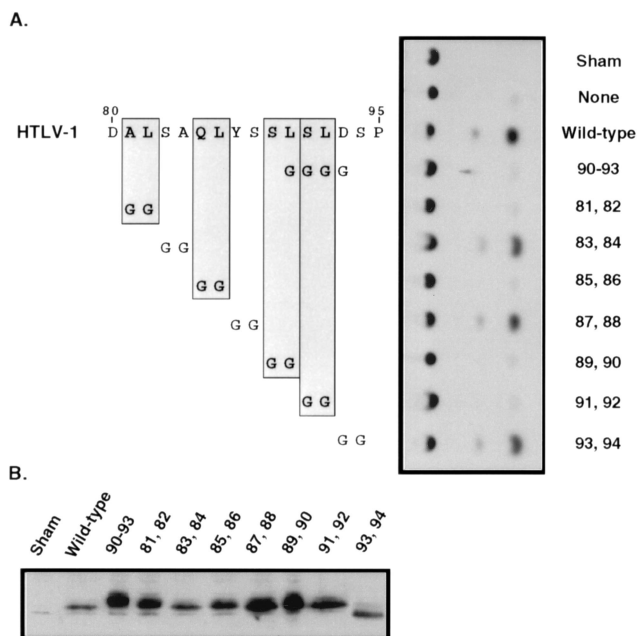 A.
80 95
HTLV-1 D A L S A Q L Y S S L S L D S P
G G G G
G G
G G
G G
G G
G G
G G
G G
Sham
None
Wild-type
90-93
81, 82
83, 84
85, 86
87, 88
89, 90
91, 92
93, 94
B.
Sham Wild-type 90-93 81, 82 83, 84 85, 86 87, 88 89, 90 91, 92 93, 94